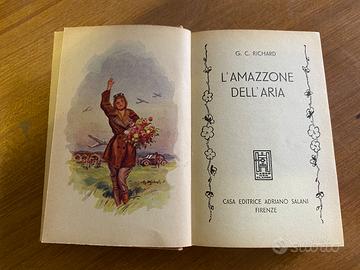 G. C. RICHARD
L'AMAZZONE
DELL'ARIA
CASA EDITRICE ADRIANO SALANI
FIRENZE
subito